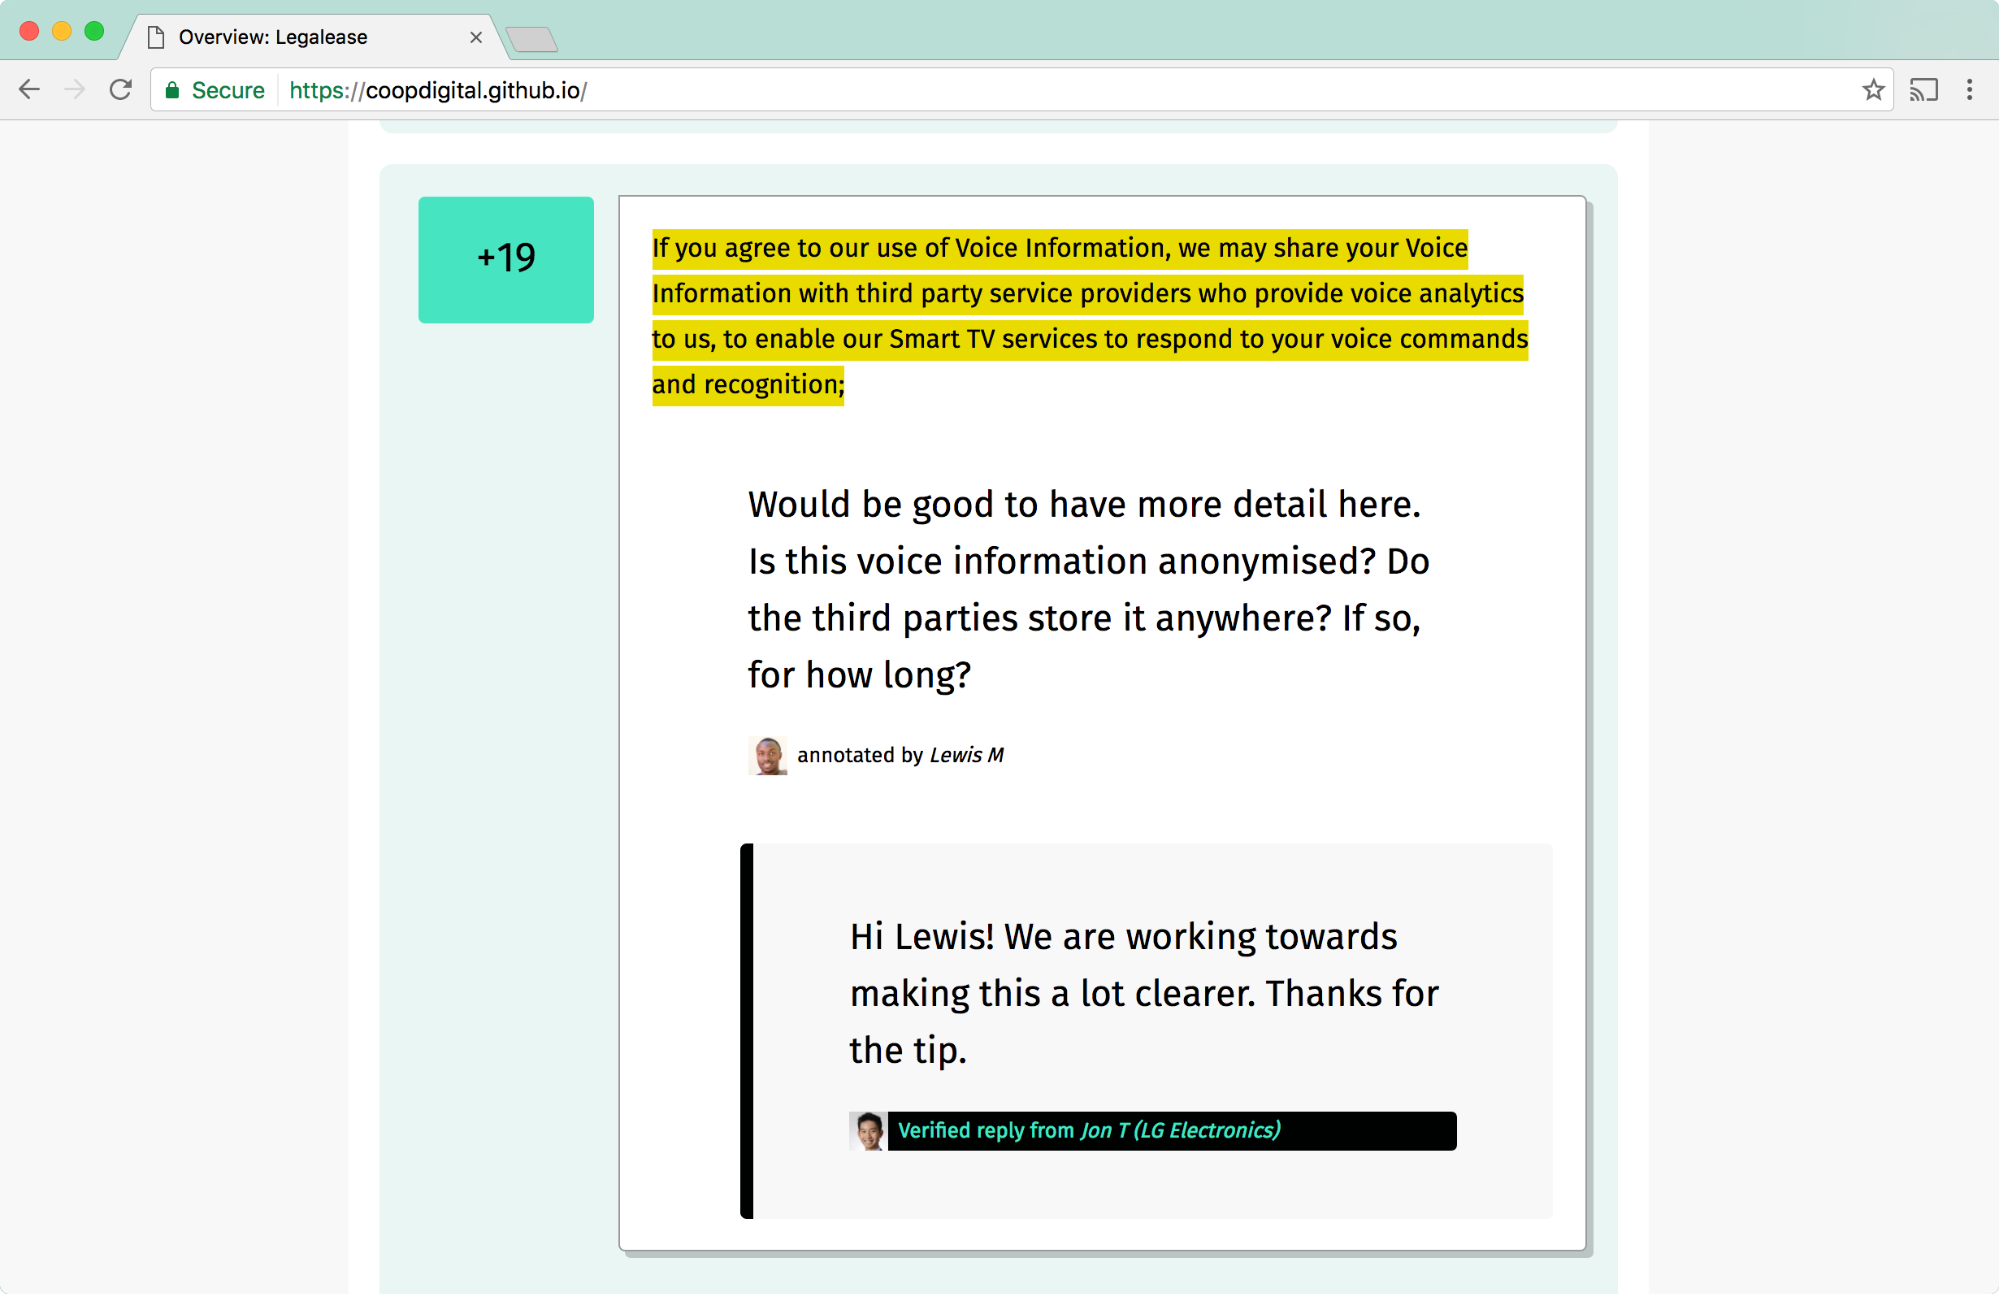 Overview: Legalease
Secure https://coopdigital.github.io/
+19
If you agree to our use of Voice Information, we may share your Voice
Information with third party service providers who provide voice analytics
to us, to enable our Smart TV services to respond to your voice commands
and recognition;
Would be good to have more detail here.
Is this voice information anonymised? Do
the third parties store it anywhere? If so,
for how long?
annotated by Lewis M
Hi Lewis! We are working towards
making this a lot clearer. Thanks for
the tip.
Verified reply from Jon T (LG Electronics)